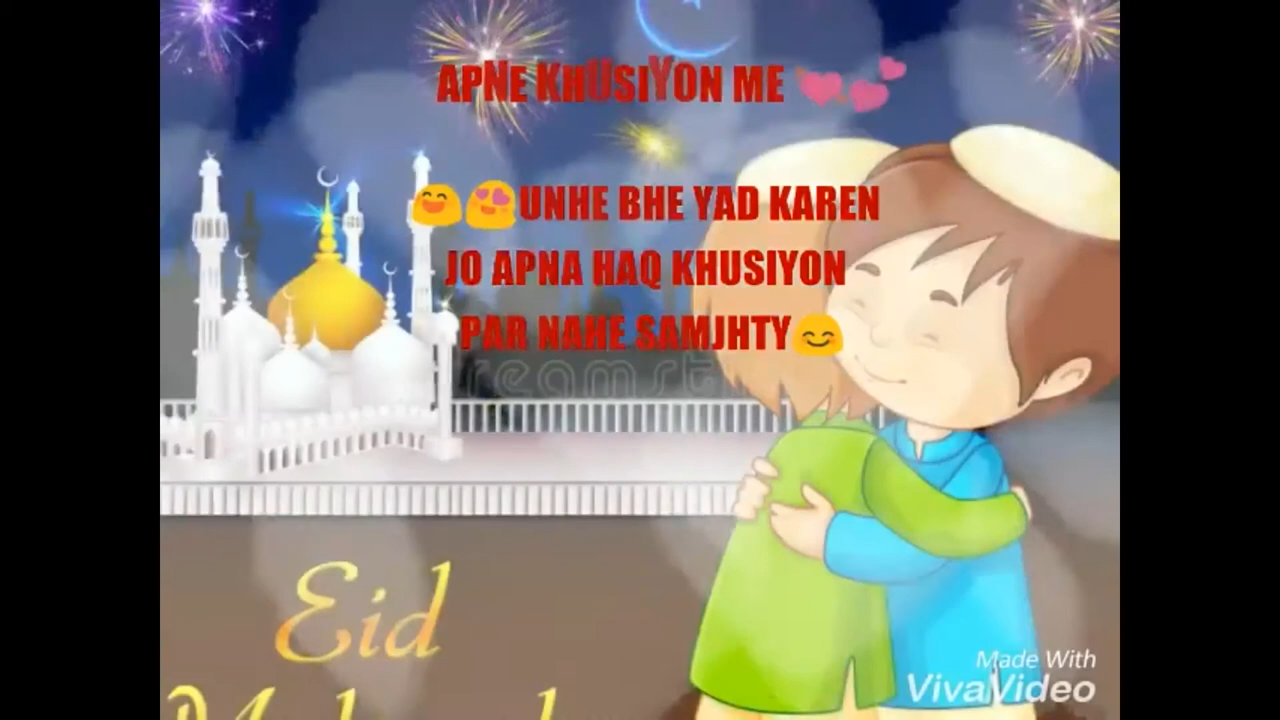 APNE KHUSIYON ME 💘💕
😄😍UNHE BHE YAD KAREN
JO APNA HAQ KHUSIYON
PAR NAHE SAMJHTY😊
Eid
Made With
VivaVideo